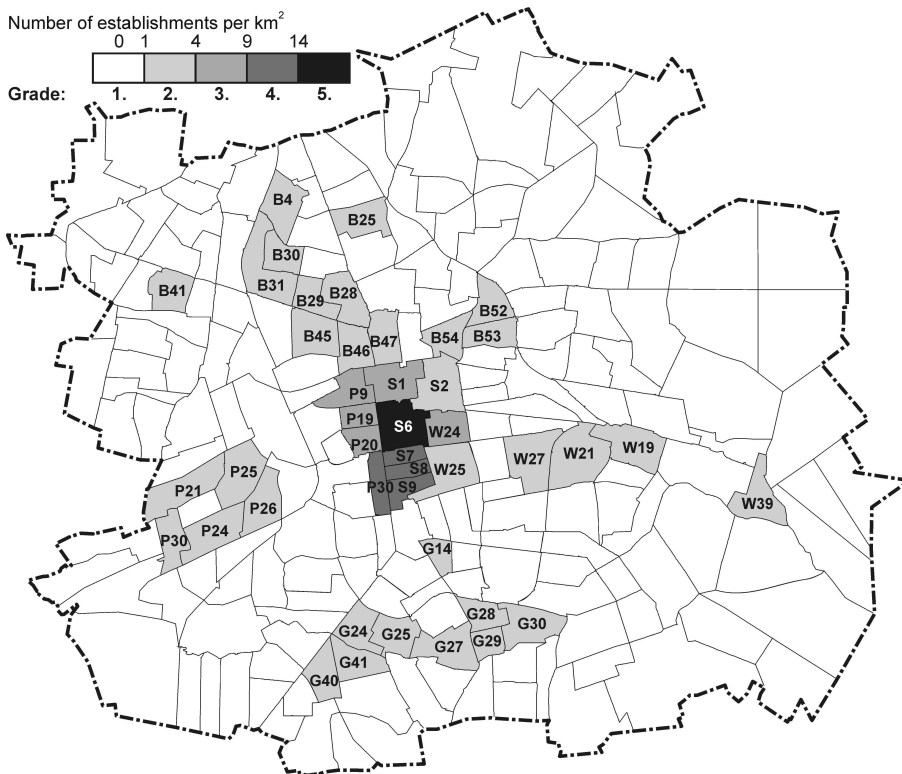 Number of establishments per km²
0 1 4 9 14
Grade: 1. 2. 3. 4. 5.
B4
B25
B30
B31
B41
B29
B28
B52
B45
B46
B47
B54
B53
S1
S2
P9
P19
S6
W24
P20
S7
S8
P30
S9
W25
W27
W21
W19
W39
P25
P21
P26
P24
P30
G14
G28
G30
G24
G25
G27
G29
G41
G40